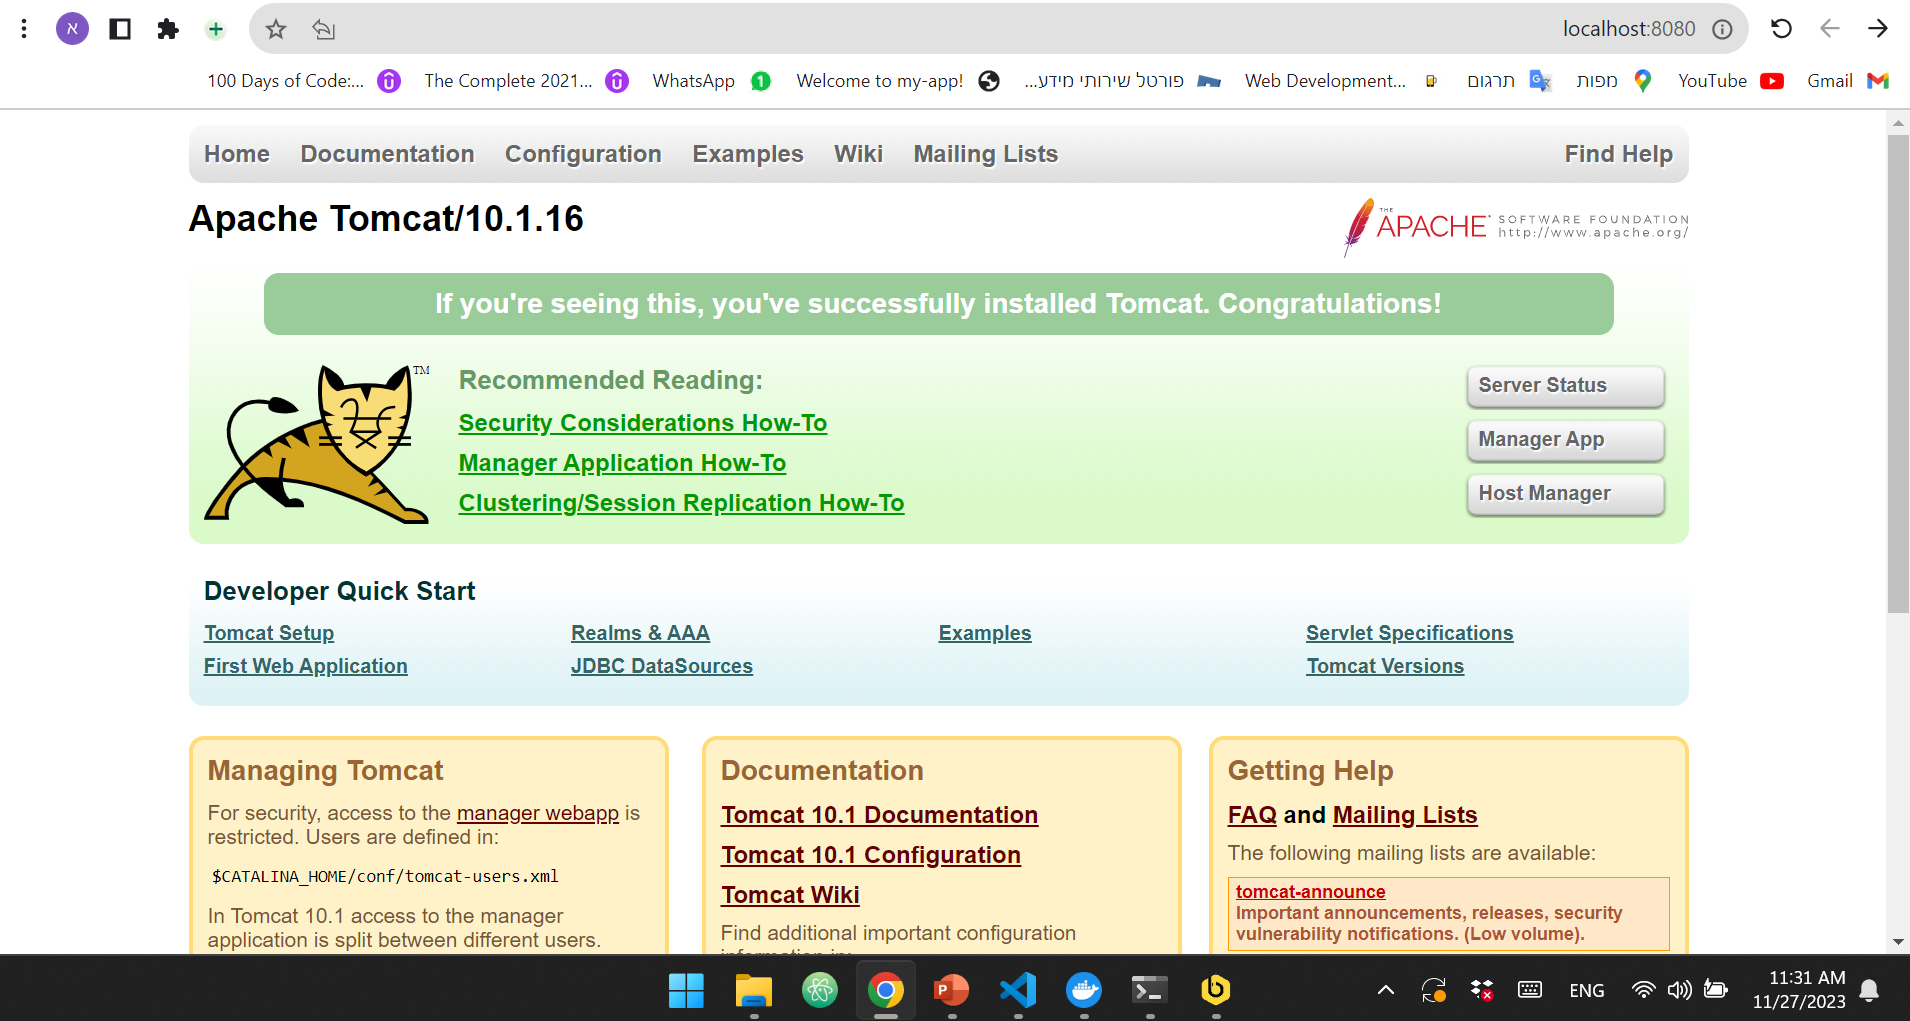 א
localhost:8080
100 Days of Code:...
The Complete 2021...
WhatsApp
1
Welcome to my-app!
פורטל שירותי מידע...
Web Development...
תרגום
מפות
YouTube
Gmail
Home
Documentation
Configuration
Examples
Wiki
Mailing Lists
Find Help
Apache Tomcat/10.1.16
THE
APACHE
SOFTWARE FOUNDATION
http://www.apache.org/
If you're seeing this, you've successfully installed Tomcat. Congratulations!
TM
Recommended Reading:
Security Considerations How-To
Manager Application How-To
Clustering/Session Replication How-To
Server Status
Manager App
Host Manager
Developer Quick Start
Tomcat Setup
First Web Application
Realms & AAA
JDBC DataSources
Examples
Servlet Specifications
Tomcat Versions
Managing Tomcat
For security, access to the manager webapp is
restricted. Users are defined in:
$CATALINA_HOME/conf/tomcat-users.xml
In Tomcat 10.1 access to the manager
application is split between different users.
Documentation
Tomcat 10.1 Documentation
Tomcat 10.1 Configuration
Tomcat Wiki
Find additional important configuration
Getting Help
FAQ and Mailing Lists
The following mailing lists are available:
tomcat-announce
Important announcements, releases, security
vulnerability notifications. (Low volume).
P
ENG
11:31 AM
11/27/2023